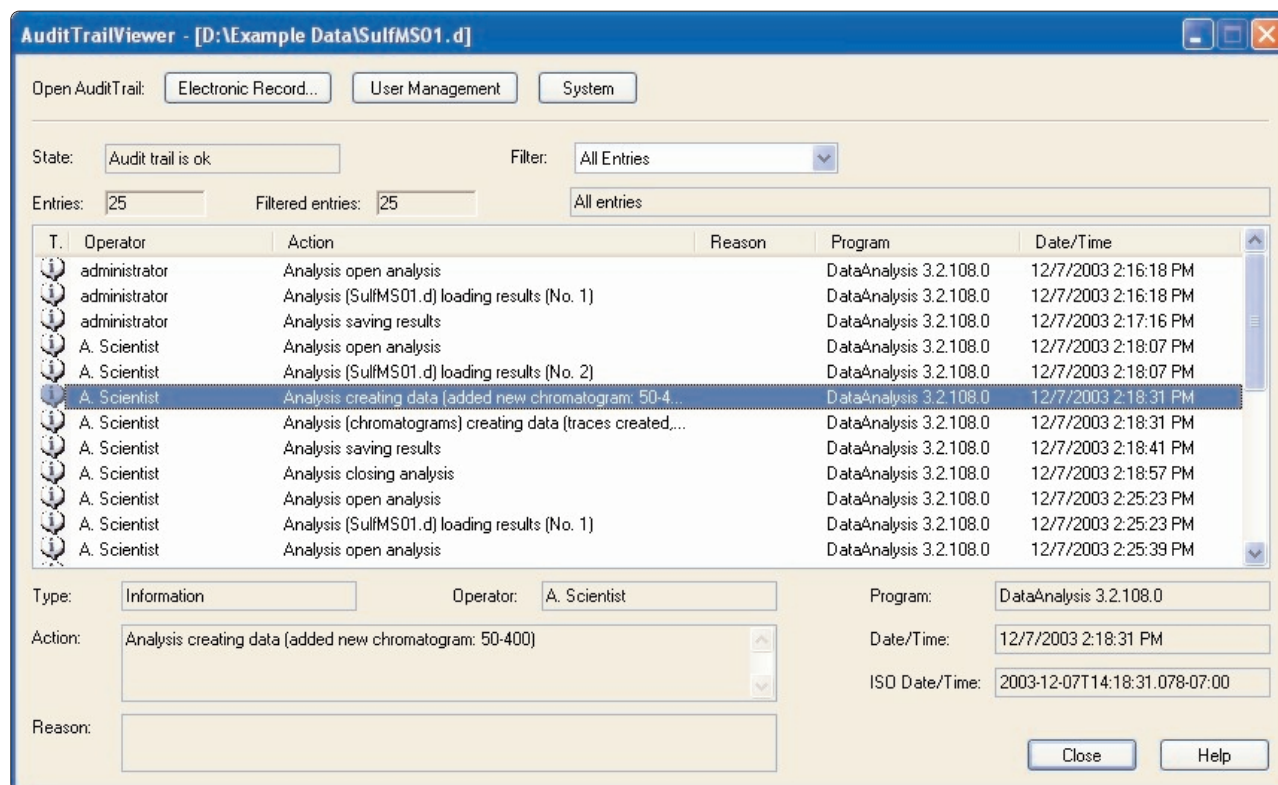 AuditTrailViewer - [D:\Example Data\SulfMS01.d]
Open AuditTrail: Electronic Record... User Management System
State: Audit trail is ok Filter: All Entries
Entries: 25 Filtered entries: 25 All entries
T. Operator Action Reason Program Date/Time
administrator Analysis open analysis DataAnalysis 3.2.108.0 12/7/2003 2:16:18 PM
administrator Analysis (SulfMS01.d) loading results (No. 1) DataAnalysis 3.2.108.0 12/7/2003 2:16:18 PM
administrator Analysis saving results DataAnalysis 3.2.108.0 12/7/2003 2:17:16 PM
A. Scientist Analysis open analysis DataAnalysis 3.2.108.0 12/7/2003 2:18:07 PM
A. Scientist Analysis (SulfMS01.d) loading results (No. 2) DataAnalysis 3.2.108.0 12/7/2003 2:18:07 PM
A. Scientist Analysis creating data (added new chromatogram: 50-4... DataAnalysis 3.2.108.0 12/7/2003 2:18:31 PM
A. Scientist Analysis (chromatograms) creating data (traces created,... DataAnalysis 3.2.108.0 12/7/2003 2:18:31 PM
A. Scientist Analysis saving results DataAnalysis 3.2.108.0 12/7/2003 2:18:41 PM
A. Scientist Analysis closing analysis DataAnalysis 3.2.108.0 12/7/2003 2:18:57 PM
A. Scientist Analysis open analysis DataAnalysis 3.2.108.0 12/7/2003 2:25:23 PM
A. Scientist Analysis (SulfMS01.d) loading results (No. 1) DataAnalysis 3.2.108.0 12/7/2003 2:25:23 PM
A. Scientist Analysis open analysis DataAnalysis 3.2.108.0 12/7/2003 2:25:39 PM
Type: Information Operator: A. Scientist Program: DataAnalysis 3.2.108.0
Action: Analysis creating data (added new chromatogram: 50-400) Date/Time: 12/7/2003 2:18:31 PM
ISO Date/Time: 2003-12-07T14:18:31.078-07:00
Reason:
Close Help